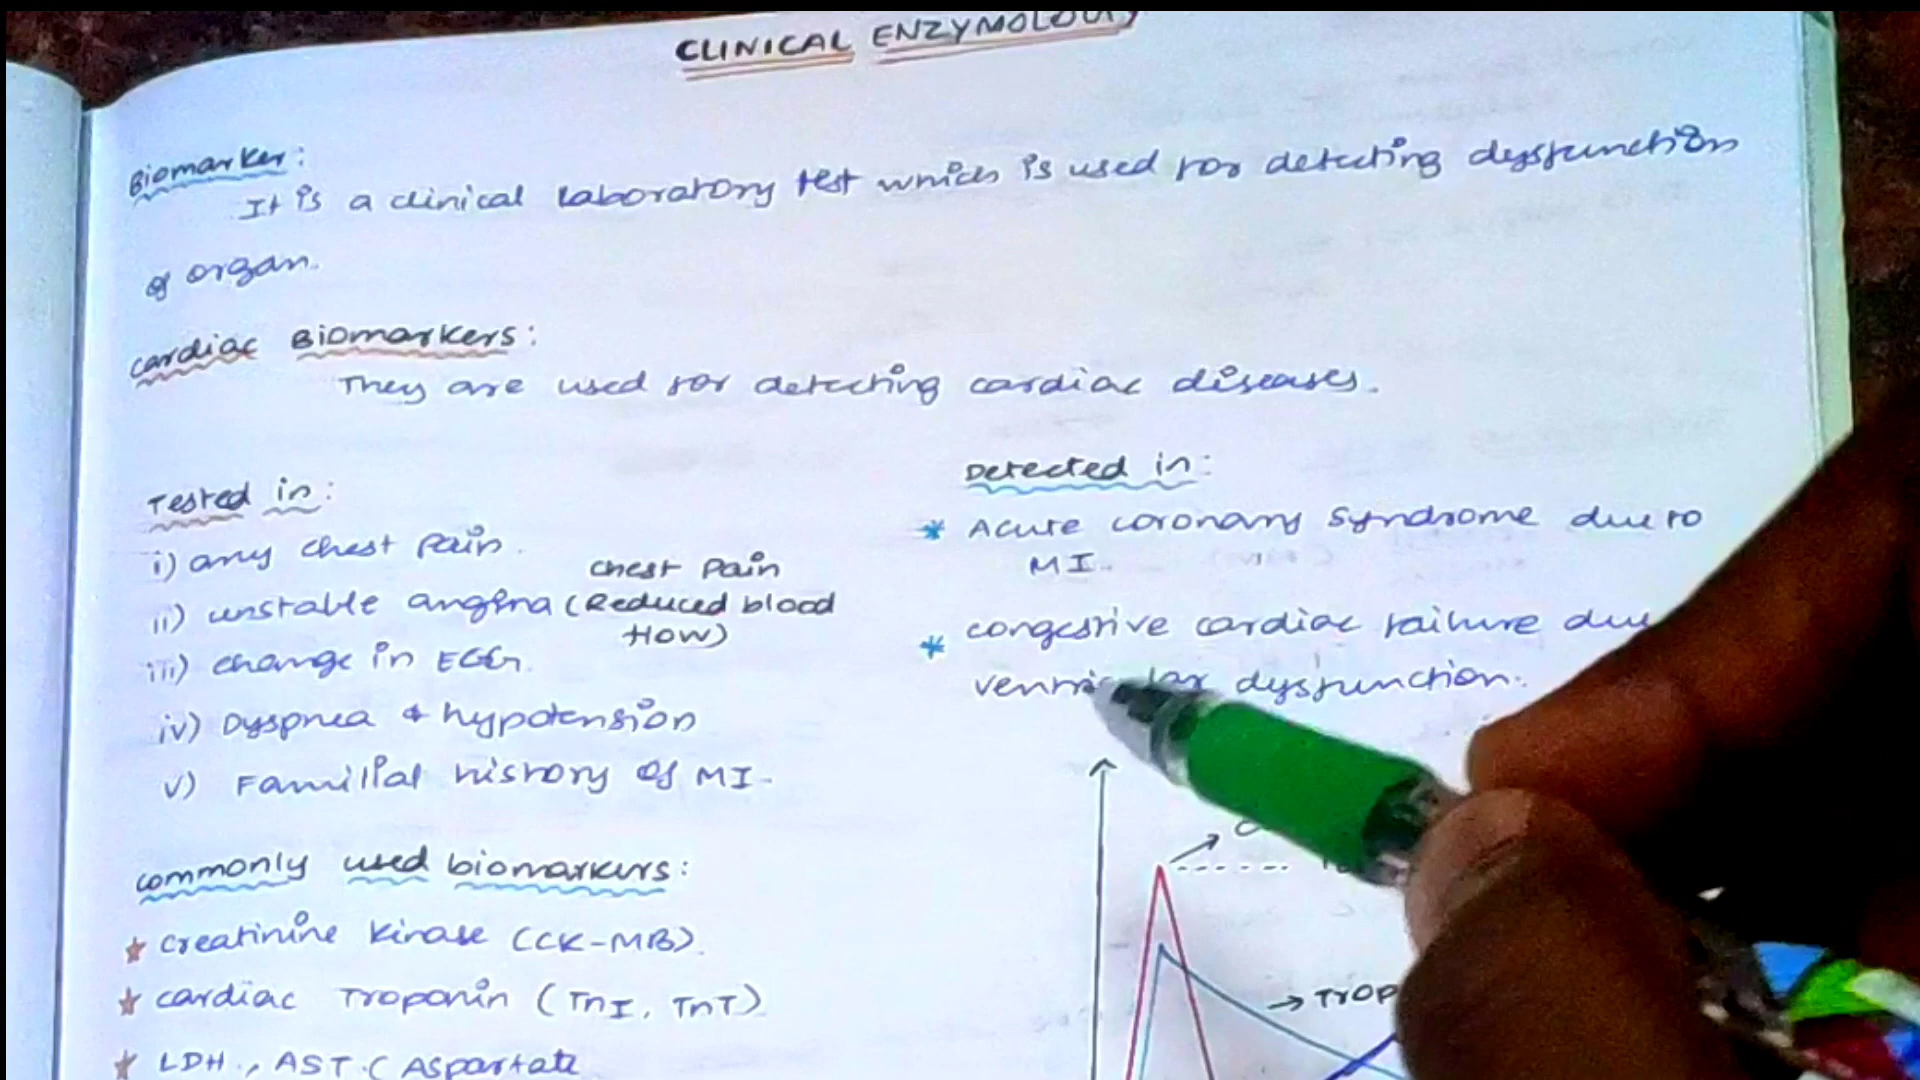 CLINICAL ENZYMOLOGY
Biomarker:
It is a clinical laboratory test which is used for detecting dysfunction
of organ.
cardiac Biomarkers:
They are used for detecting cardiac diseases.
Tested in:
i) any chest pain.
chest Pain
ii) unstable angina (Reduced blood
flow)
iii) change in ECG.
iv) Dyspnea & hypotension
v) Familial history of MI.
Detected in:
* Acute coronary syndrome due to
MI.
* congestive cardiac failure due
dysfunction.
commonly used biomarkers:
★ creatinine kinase (CK-MB).
★ cardiac Troponin (TnI, TnT)
★ LDH., AST.( Aspartate